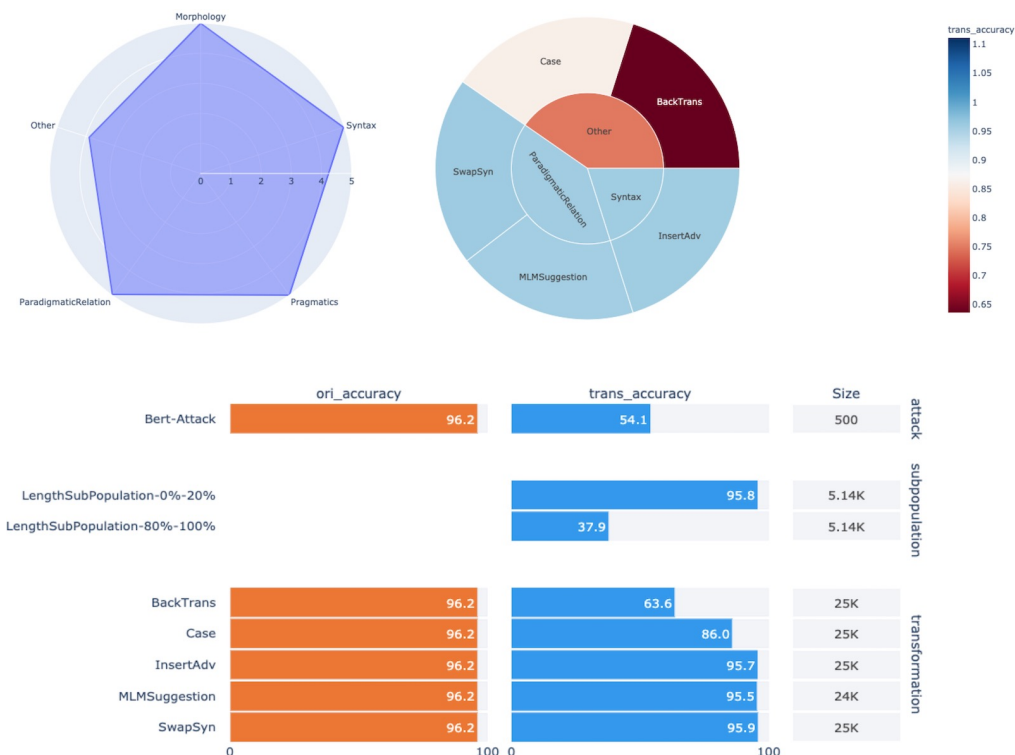 Morphology
Other
Syntax
0 1 2 3 4 5
ParadigmaticRelation
Pragmatics
Case
BackTrans
Other
SwapSyn
ParadigmaticRelation
Syntax
InsertAdv
MLMSuggestion
trans_accuracy
1.1
1.05
1
0.95
0.9
0.85
0.8
0.75
0.7
0.65
ori_accuracy trans_accuracy Size
Bert-Attack 96.2 54.1 500
attack
LengthSubPopulation-0%-20% 95.8 5.14K
LengthSubPopulation-80%-100% 37.9 5.14K
subpopulation
BackTrans 96.2 63.6 25K
Case 96.2 86.0 25K
InsertAdv 96.2 95.7 25K
MLMSuggestion 96.2 95.5 24K
SwapSyn 96.2 95.9 25K
transformation
0 100 0 100